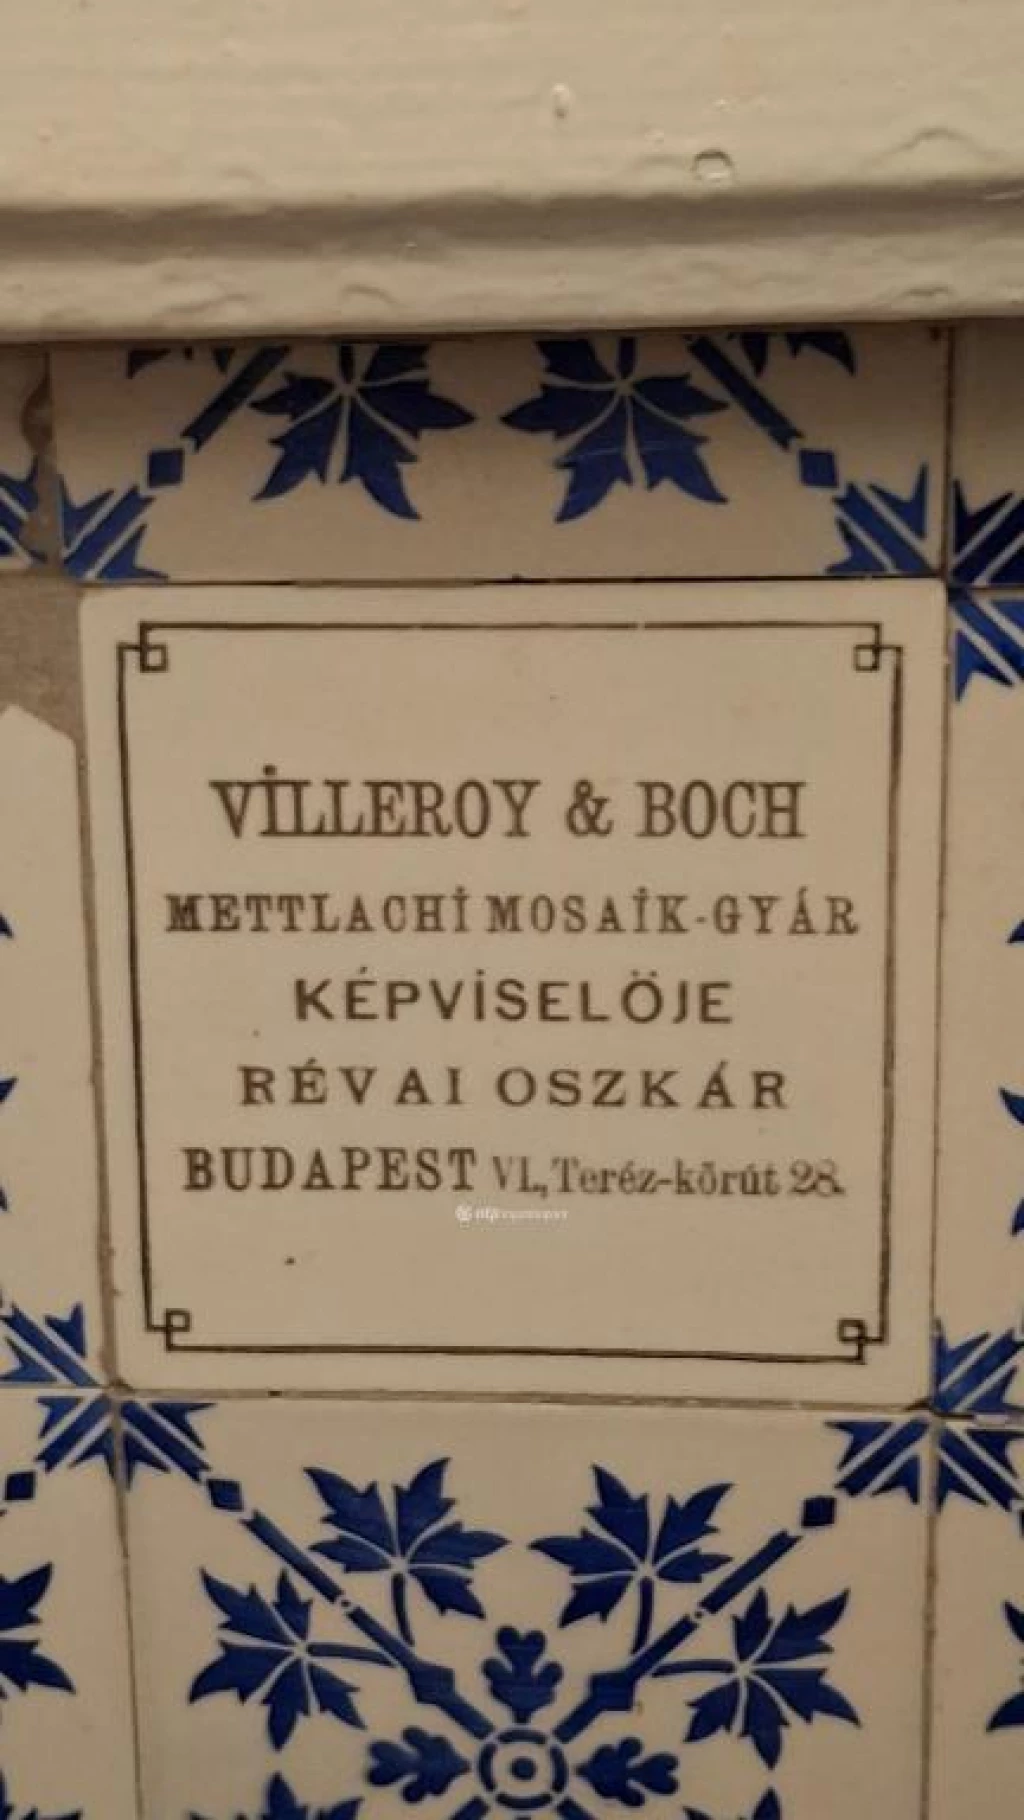 VİLLEROY & BOCH
METTLACHİ MOSAİK-GYÁR
KÉPVİSELÖJE
RÉVAI OSZKÁR
BUDAPEST VI., Teréz-körút 28.